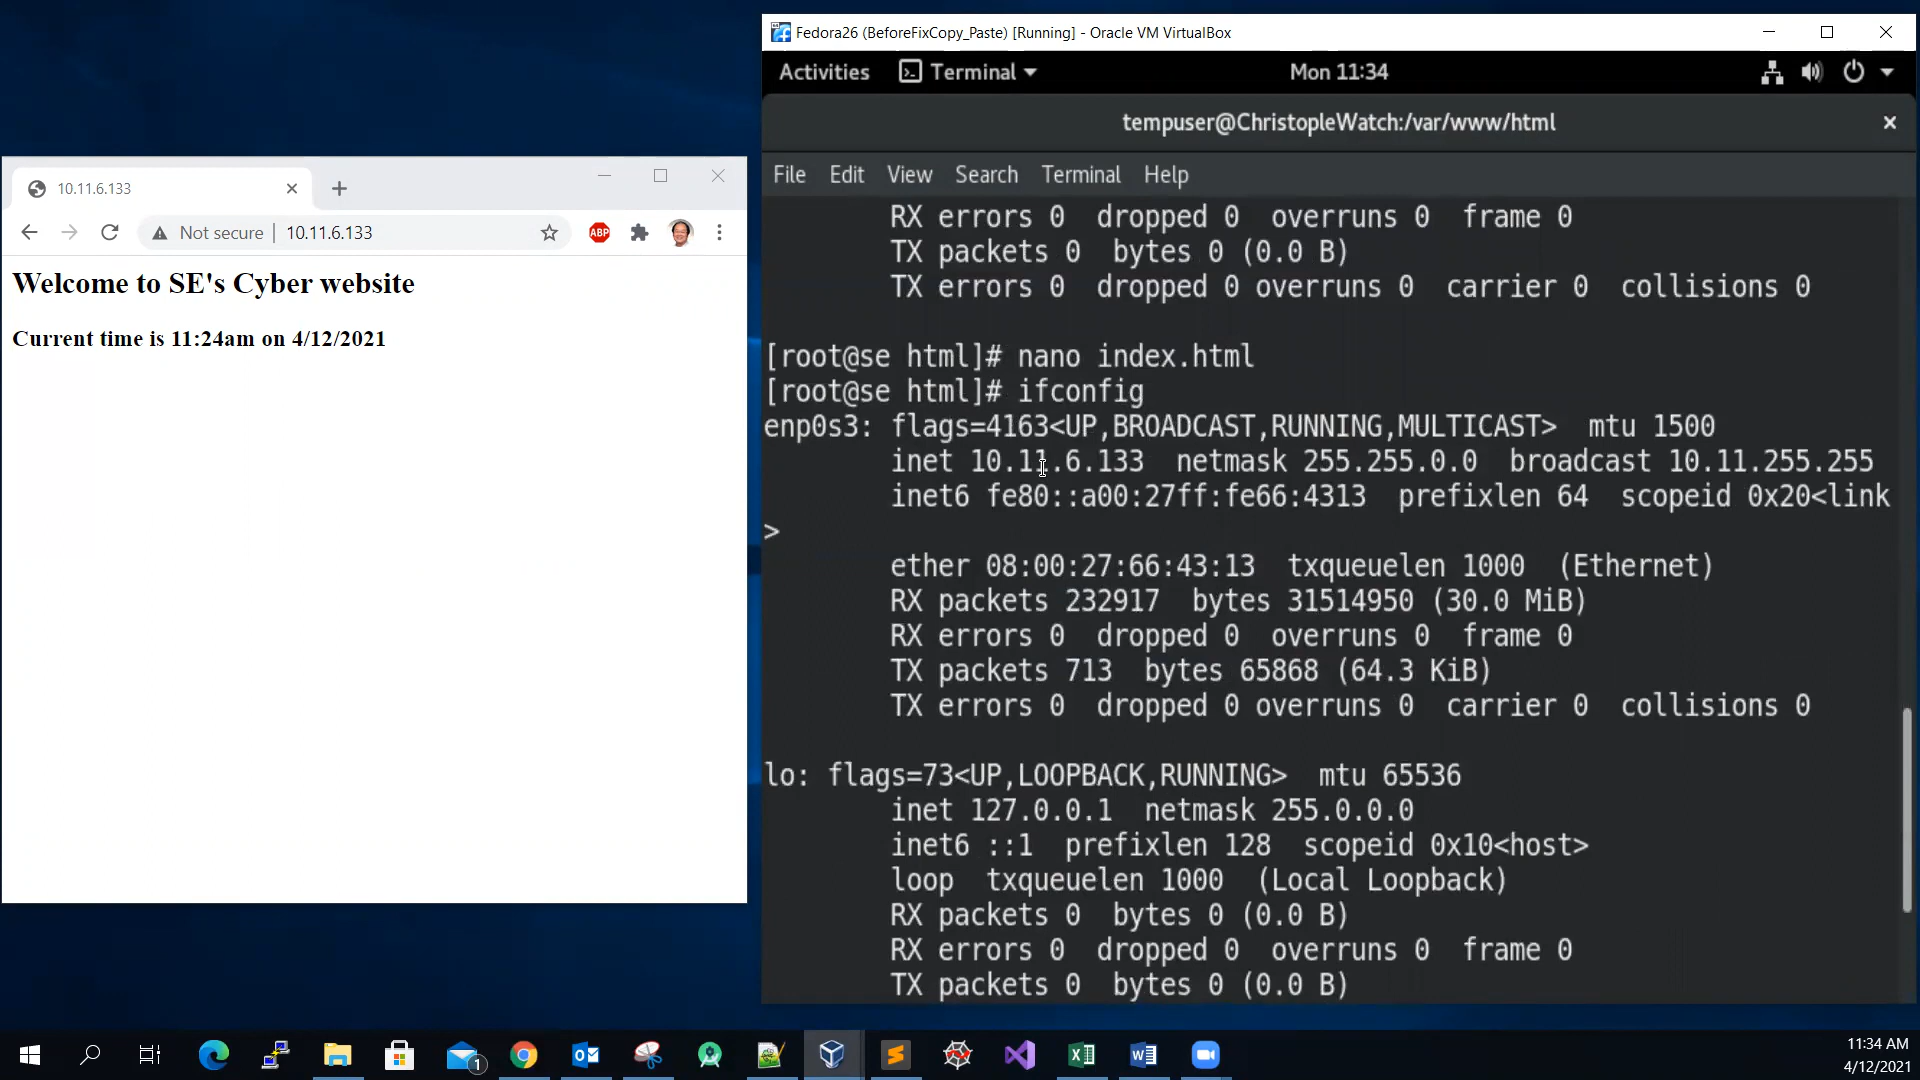 Fedora26 (BeforeFixCopy_Paste) [Running] - Oracle VM VirtualBox
Activities Terminal Mon 11:34
tempuser@ChristopleWatch:/var/www/html
File Edit View Search Terminal Help
RX errors 0 dropped 0 overruns 0 frame 0
TX packets 0 bytes 0 (0.0 B)
TX errors 0 dropped 0 overruns 0 carrier 0 collisions 0
[root@se html]# nano index.html
[root@se html]# ifconfig
enp0s3: flags=4163<UP,BROADCAST,RUNNING,MULTICAST> mtu 1500
inet 10.11.6.133 netmask 255.255.0.0 broadcast 10.11.255.255
inet6 fe80::a00:27ff:fe66:4313 prefixlen 64 scopeid 0x20<link
>
ether 08:00:27:66:43:13 txqueuelen 1000 (Ethernet)
RX packets 232917 bytes 31514950 (30.0 MiB)
RX errors 0 dropped 0 overruns 0 frame 0
TX packets 713 bytes 65868 (64.3 KiB)
TX errors 0 dropped 0 overruns 0 carrier 0 collisions 0
lo: flags=73<UP,LOOPBACK,RUNNING> mtu 65536
inet 127.0.0.1 netmask 255.0.0.0
inet6 ::1 prefixlen 128 scopeid 0x10<host>
loop txqueuelen 1000 (Local Loopback)
RX packets 0 bytes 0 (0.0 B)
RX errors 0 dropped 0 overruns 0 frame 0
TX packets 0 bytes 0 (0.0 B)
10.11.6.133
Not secure | 10.11.6.133
ABP
Welcome to SE's Cyber website
Current time is 11:24am on 4/12/2021
1
11:34 AM
4/12/2021